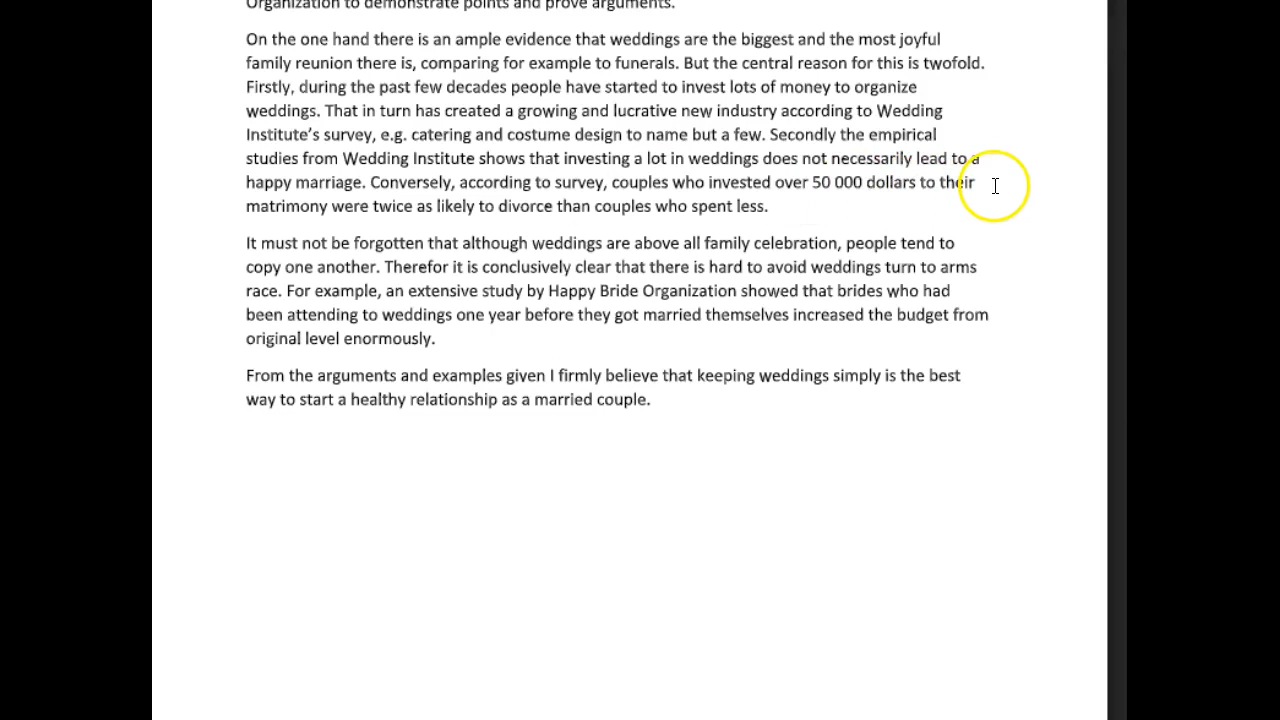 Organization to demonstrate points and prove arguments.
On the one hand there is an ample evidence that weddings are the biggest and the most joyful
family reunion there is, comparing for example to funerals. But the central reason for this is twofold.
Firstly, during the past few decades people have started to invest lots of money to organize
weddings. That in turn has created a growing and lucrative new industry according to Wedding
Institute’s survey, e.g. catering and costume design to name but a few. Secondly the empirical
studies from Wedding Institute shows that investing a lot in weddings does not necessarily lead to a
happy marriage. Conversely, according to survey, couples who invested over 50 000 dollars to their
matrimony were twice as likely to divorce than couples who spent less.
It must not be forgotten that although weddings are above all family celebration, people tend to
copy one another. Therefor it is conclusively clear that there is hard to avoid weddings turn to arms
race. For example, an extensive study by Happy Bride Organization showed that brides who had
been attending to weddings one year before they got married themselves increased the budget from
original level enormously.
From the arguments and examples given I firmly believe that keeping weddings simply is the best
way to start a healthy relationship as a married couple.